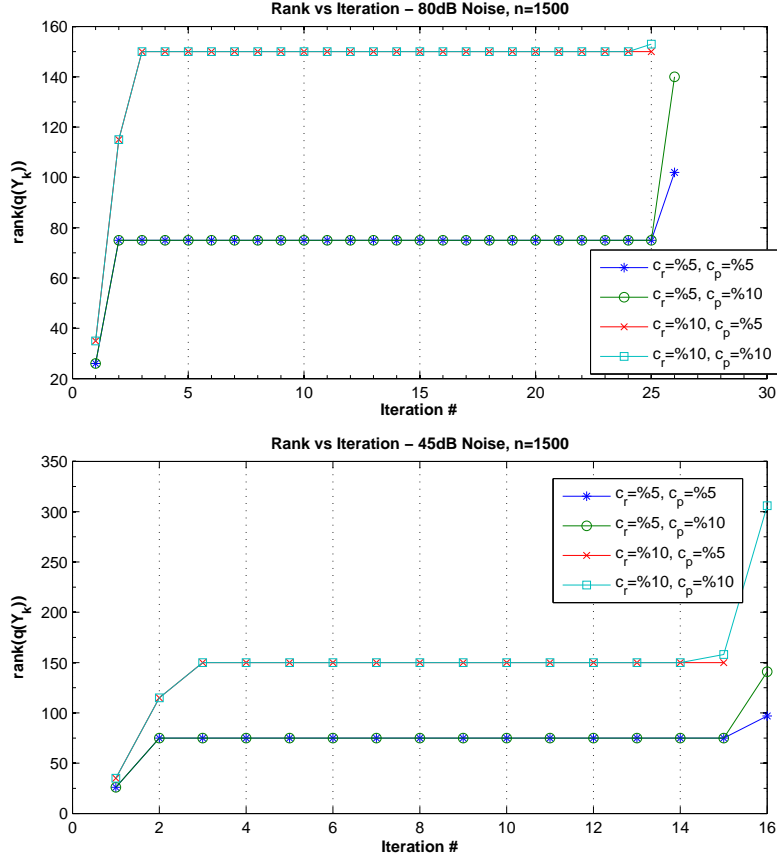 Rank vs Iteration – 80dB Noise, n=1500
160
140
120
100
80
60
40
20
rank(q(Y_k))
0
5
10
15
20
25
30
Iteration #
c_r=%5, c_p=%5
c_r=%5, c_p=%10
c_r=%10, c_p=%5
c_r=%10, c_p=%10
Rank vs Iteration – 45dB Noise, n=1500
350
300
250
200
150
100
50
0
rank(q(Y_k))
0
2
4
6
8
10
12
14
16
Iteration #
c_r=%5, c_p=%5
c_r=%5, c_p=%10
c_r=%10, c_p=%5
c_r=%10, c_p=%10